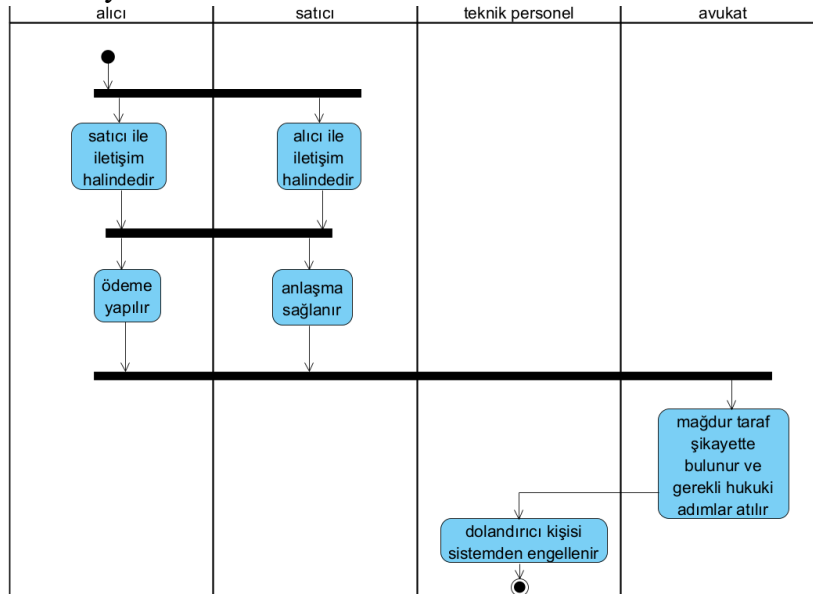 alıcı
satıcı
teknik personel
avukat
satıcı ile
iletişim
halindedir
alıcı ile
iletişim
halindedir
ödeme
yapılır
anlaşma
sağlanır
mağdur taraf
şikayette
bulunur ve
gerekli hukuki
adımlar atılır
dolandırıcı kişisi
sistemden engellenir